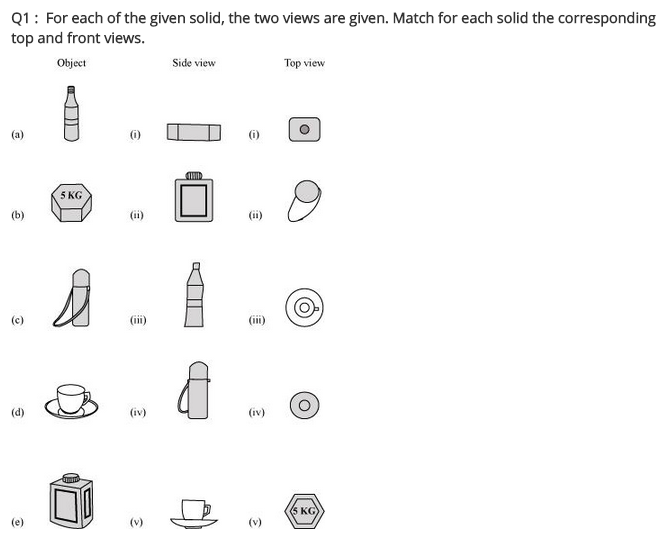 Q1 : For each of the given solid, the two views are given. Match for each solid the corresponding
top and front views.
Object Side view Top view
(a) (i) (i)
5 KG
(b) (ii) (ii)
(c) (iii) (iii)
(d) (iv) (iv)
5 KG
(e) (v) (v)